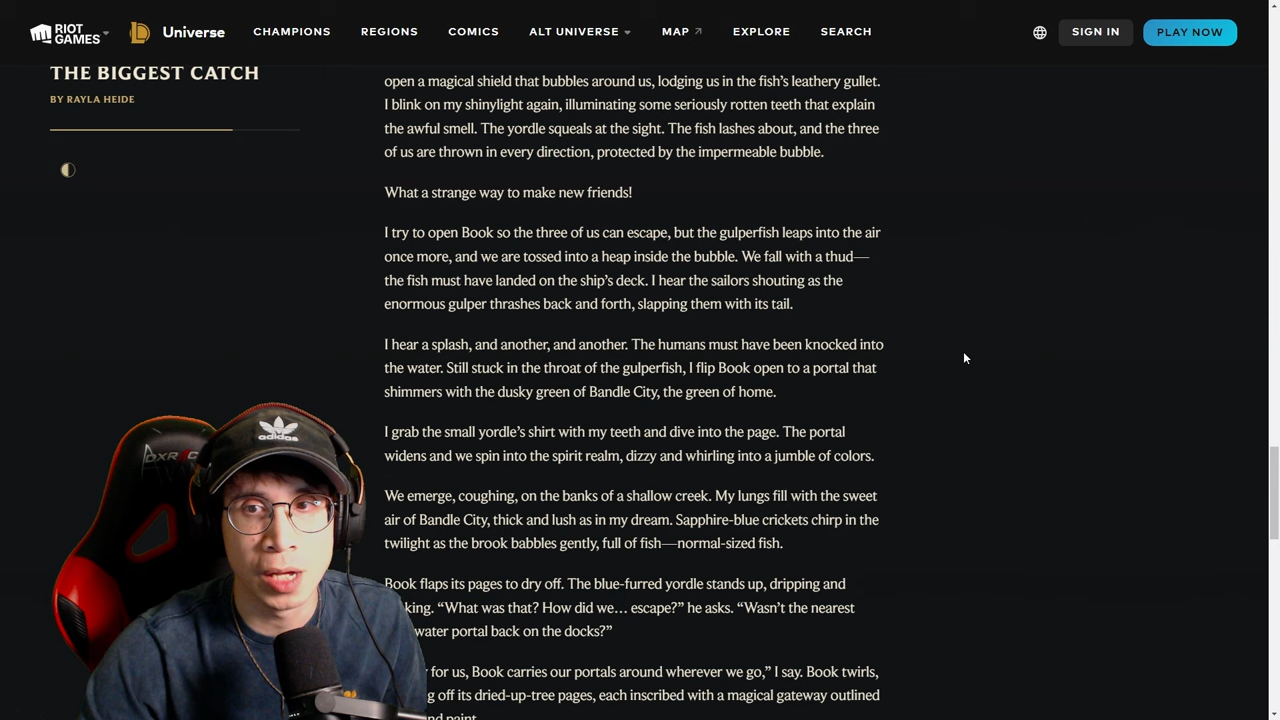 RIOT GAMES
Universe
CHAMPIONS
REGIONS
COMICS
ALT UNIVERSE
MAP
EXPLORE
SEARCH
SIGN IN
PLAY NOW
THE BIGGEST CATCH
BY RAYLA HEIDE
open a magical shield that bubbles around us, lodging us in the fish’s leathery gullet.
I blink on my shinylight again, illuminating some seriously rotten teeth that explain
the awful smell. The yordle squeals at the sight. The fish lashes about, and the three
of us are thrown in every direction, protected by the impermeable bubble.
What a strange way to make new friends!
I try to open Book so the three of us can escape, but the gulperfish leaps into the air
once more, and we are tossed into a heap inside the bubble. We fall with a thud—
the fish must have landed on the ship’s deck. I hear the sailors shouting as the
enormous gulper thrashes back and forth, slapping them with its tail.
I hear a splash, and another, and another. The humans must have been knocked into
the water. Still stuck in the throat of the gulperfish, I flip Book open to a portal that
shimmers with the dusky green of Bandle City, the green of home.
I grab the small yordle’s shirt with my teeth and dive into the page. The portal
widens and we spin into the spirit realm, dizzy and whirling into a jumble of colors.
We emerge, coughing, on the banks of a shallow creek. My lungs fill with the sweet
air of Bandle City, thick and lush as in my dream. Sapphire-blue crickets chirp in the
twilight as the brook babbles gently, full of fish—normal-sized fish.
Book flaps its pages to dry off. The blue-furred yordle stands up, dripping and
king. “What was that? How did we… escape?” he asks. “Wasn’t the nearest
water portal back on the docks?”
for us, Book carries our portals around wherever we go,” I say. Book twirls,
g off its dried-up-tree pages, each inscribed with a magical gateway outlined
nd paint.
adidas
DXR